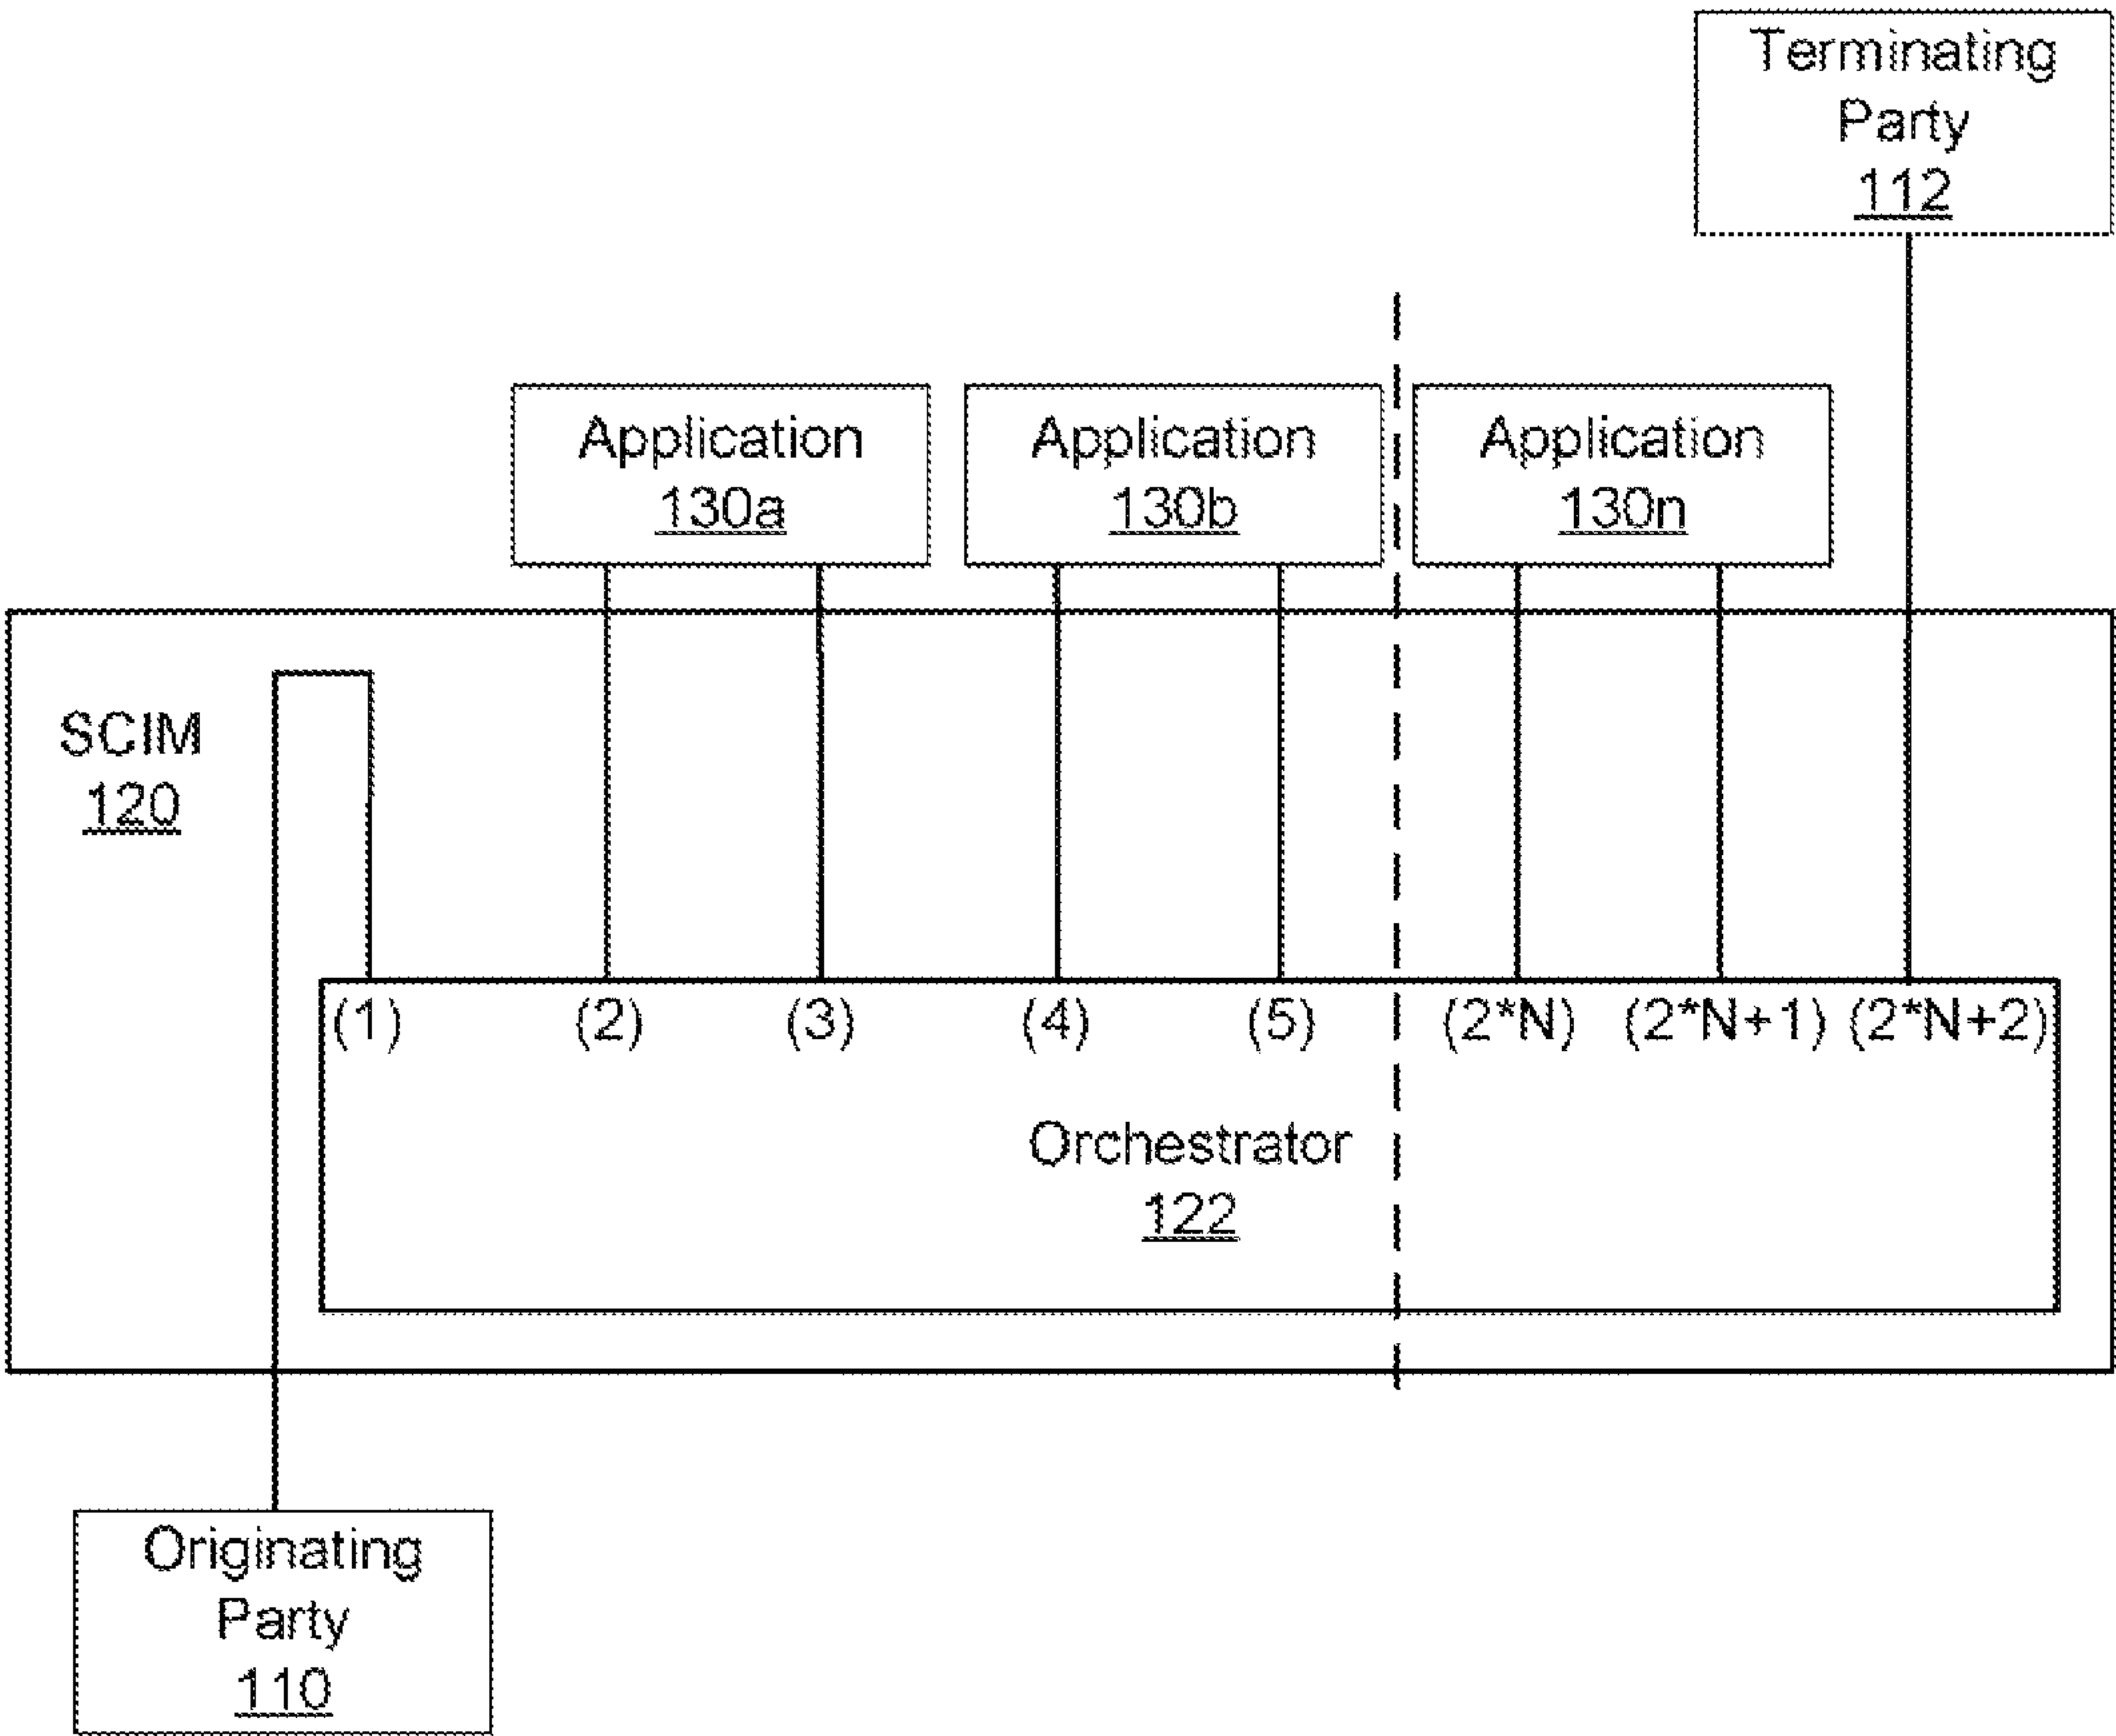 Terminating
Party
112
Application
130a
Application
130b
Application
130n
SCIM
120
(1)
(2)
(3)
(4)
(5)
(2*N)
(2*N+1)
(2*N+2)
Orchestrator
122
Originating
Party
110